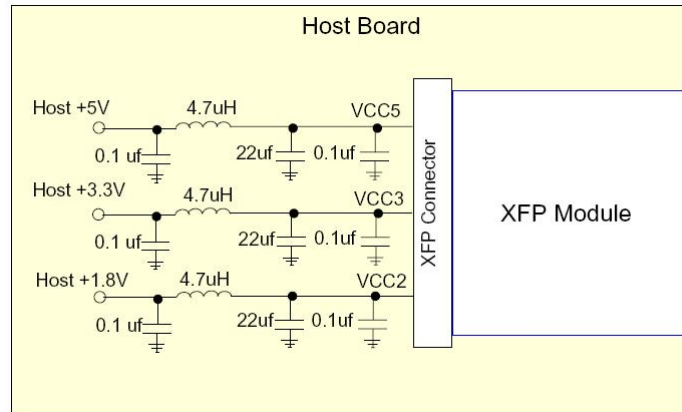 Host Board
Host +5V
4.7uH
VCC5
0.1 uf
22uf
0.1uf
Host +3.3V
4.7uH
VCC3
0.1 uf
22uf
0.1uf
Host +1.8V
4.7uH
VCC2
0.1 uf
22uf
0.1uf
XFP Connector
XFP Module